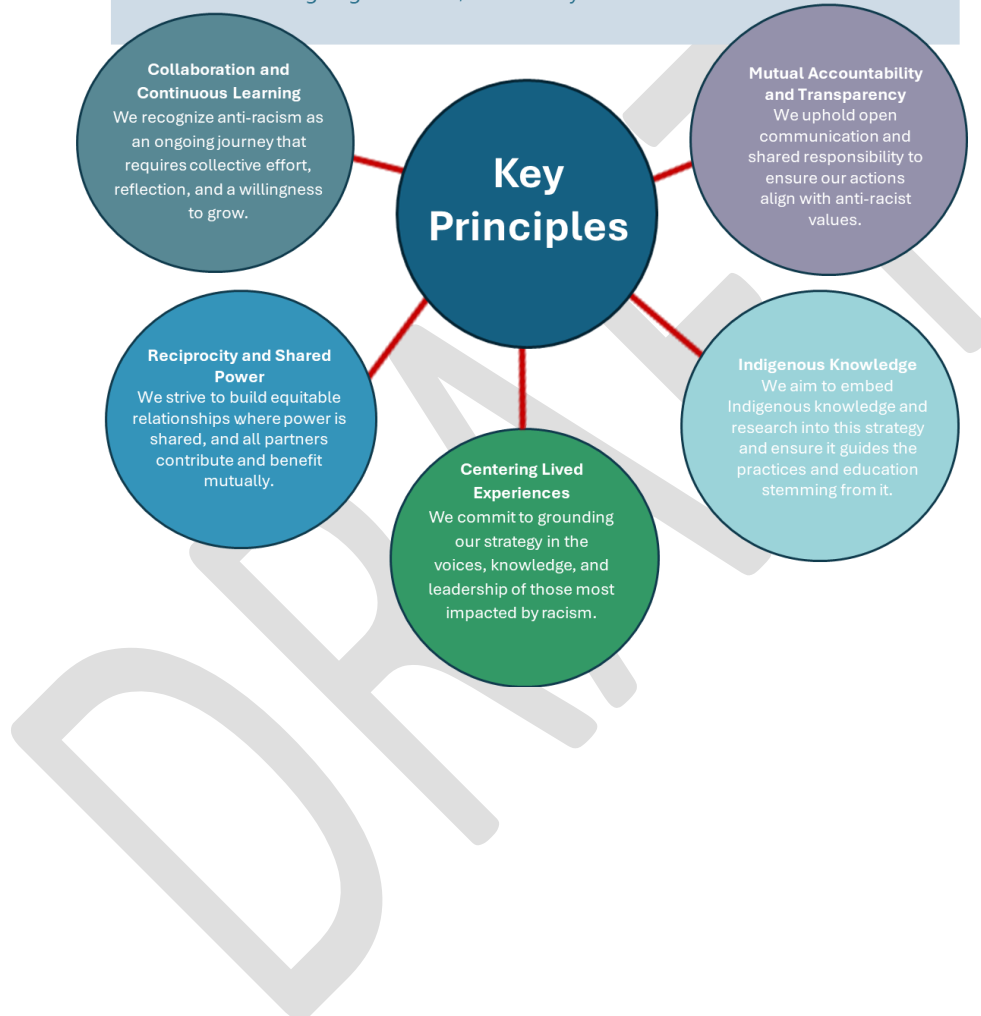 Key
Principles
Collaboration and
Continuous Learning
We recognize anti-racism as
an ongoing journey that
requires collective effort,
reflection, and a willingness
to grow.
Mutual Accountability
and Transparency
We uphold open
communication and
shared responsibility to
ensure our actions
align with anti-racist
values.
Reciprocity and Shared
Power
We strive to build equitable
relationships where power is
shared, and all partners
contribute and benefit
mutually.
Indigenous Knowledge
We aim to embed
Indigenous knowledge and
research into this strategy
and ensure it guides the
practices and education
stemming from it.
Centering Lived
Experiences
We commit to grounding
our strategy in the
voices, knowledge, and
leadership of those most
impacted by racism.
DRAFT